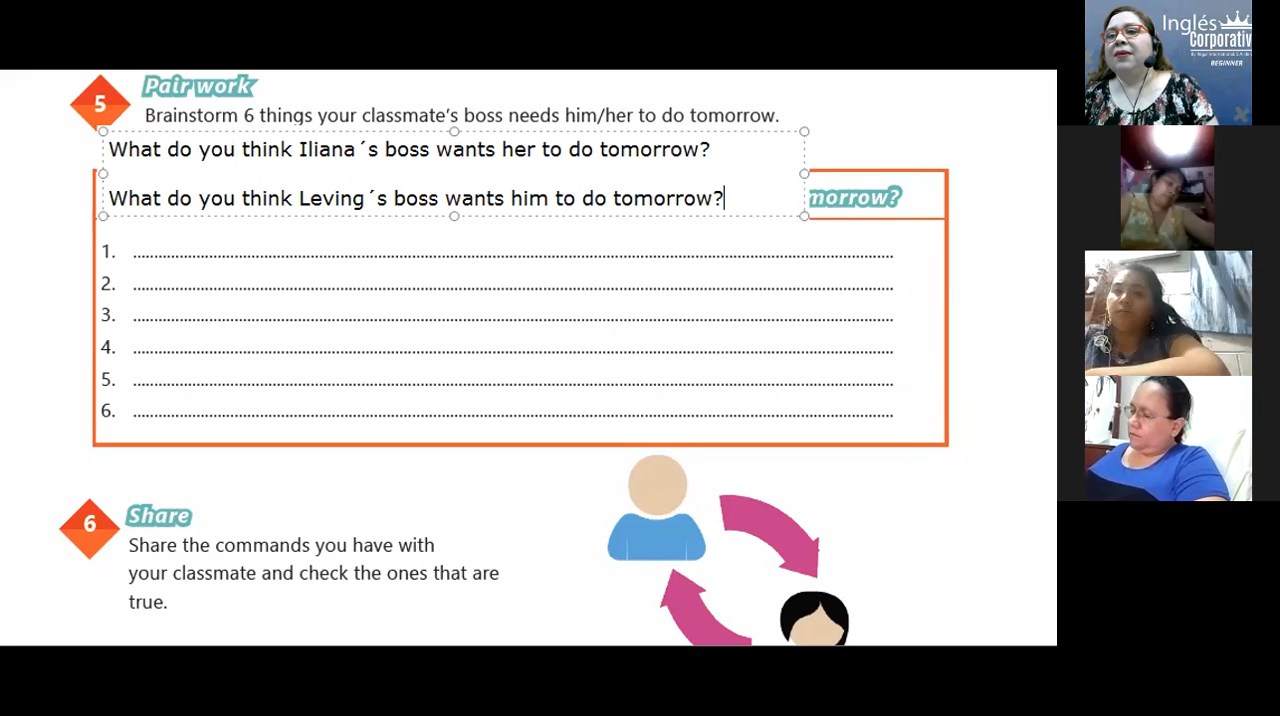 5
Pair work
Brainstorm 6 things your classmate's boss needs him/her to do tomorrow.
What do you think Iliana´s boss wants her to do tomorrow?
What do you think Leving´s boss wants him to do tomorrow?
morrow?
1.
2.
3.
4.
5.
6.
6
Share
Share the commands you have with
your classmate and check the ones that are
true.
Inglés
Corporativ
BEGINNER